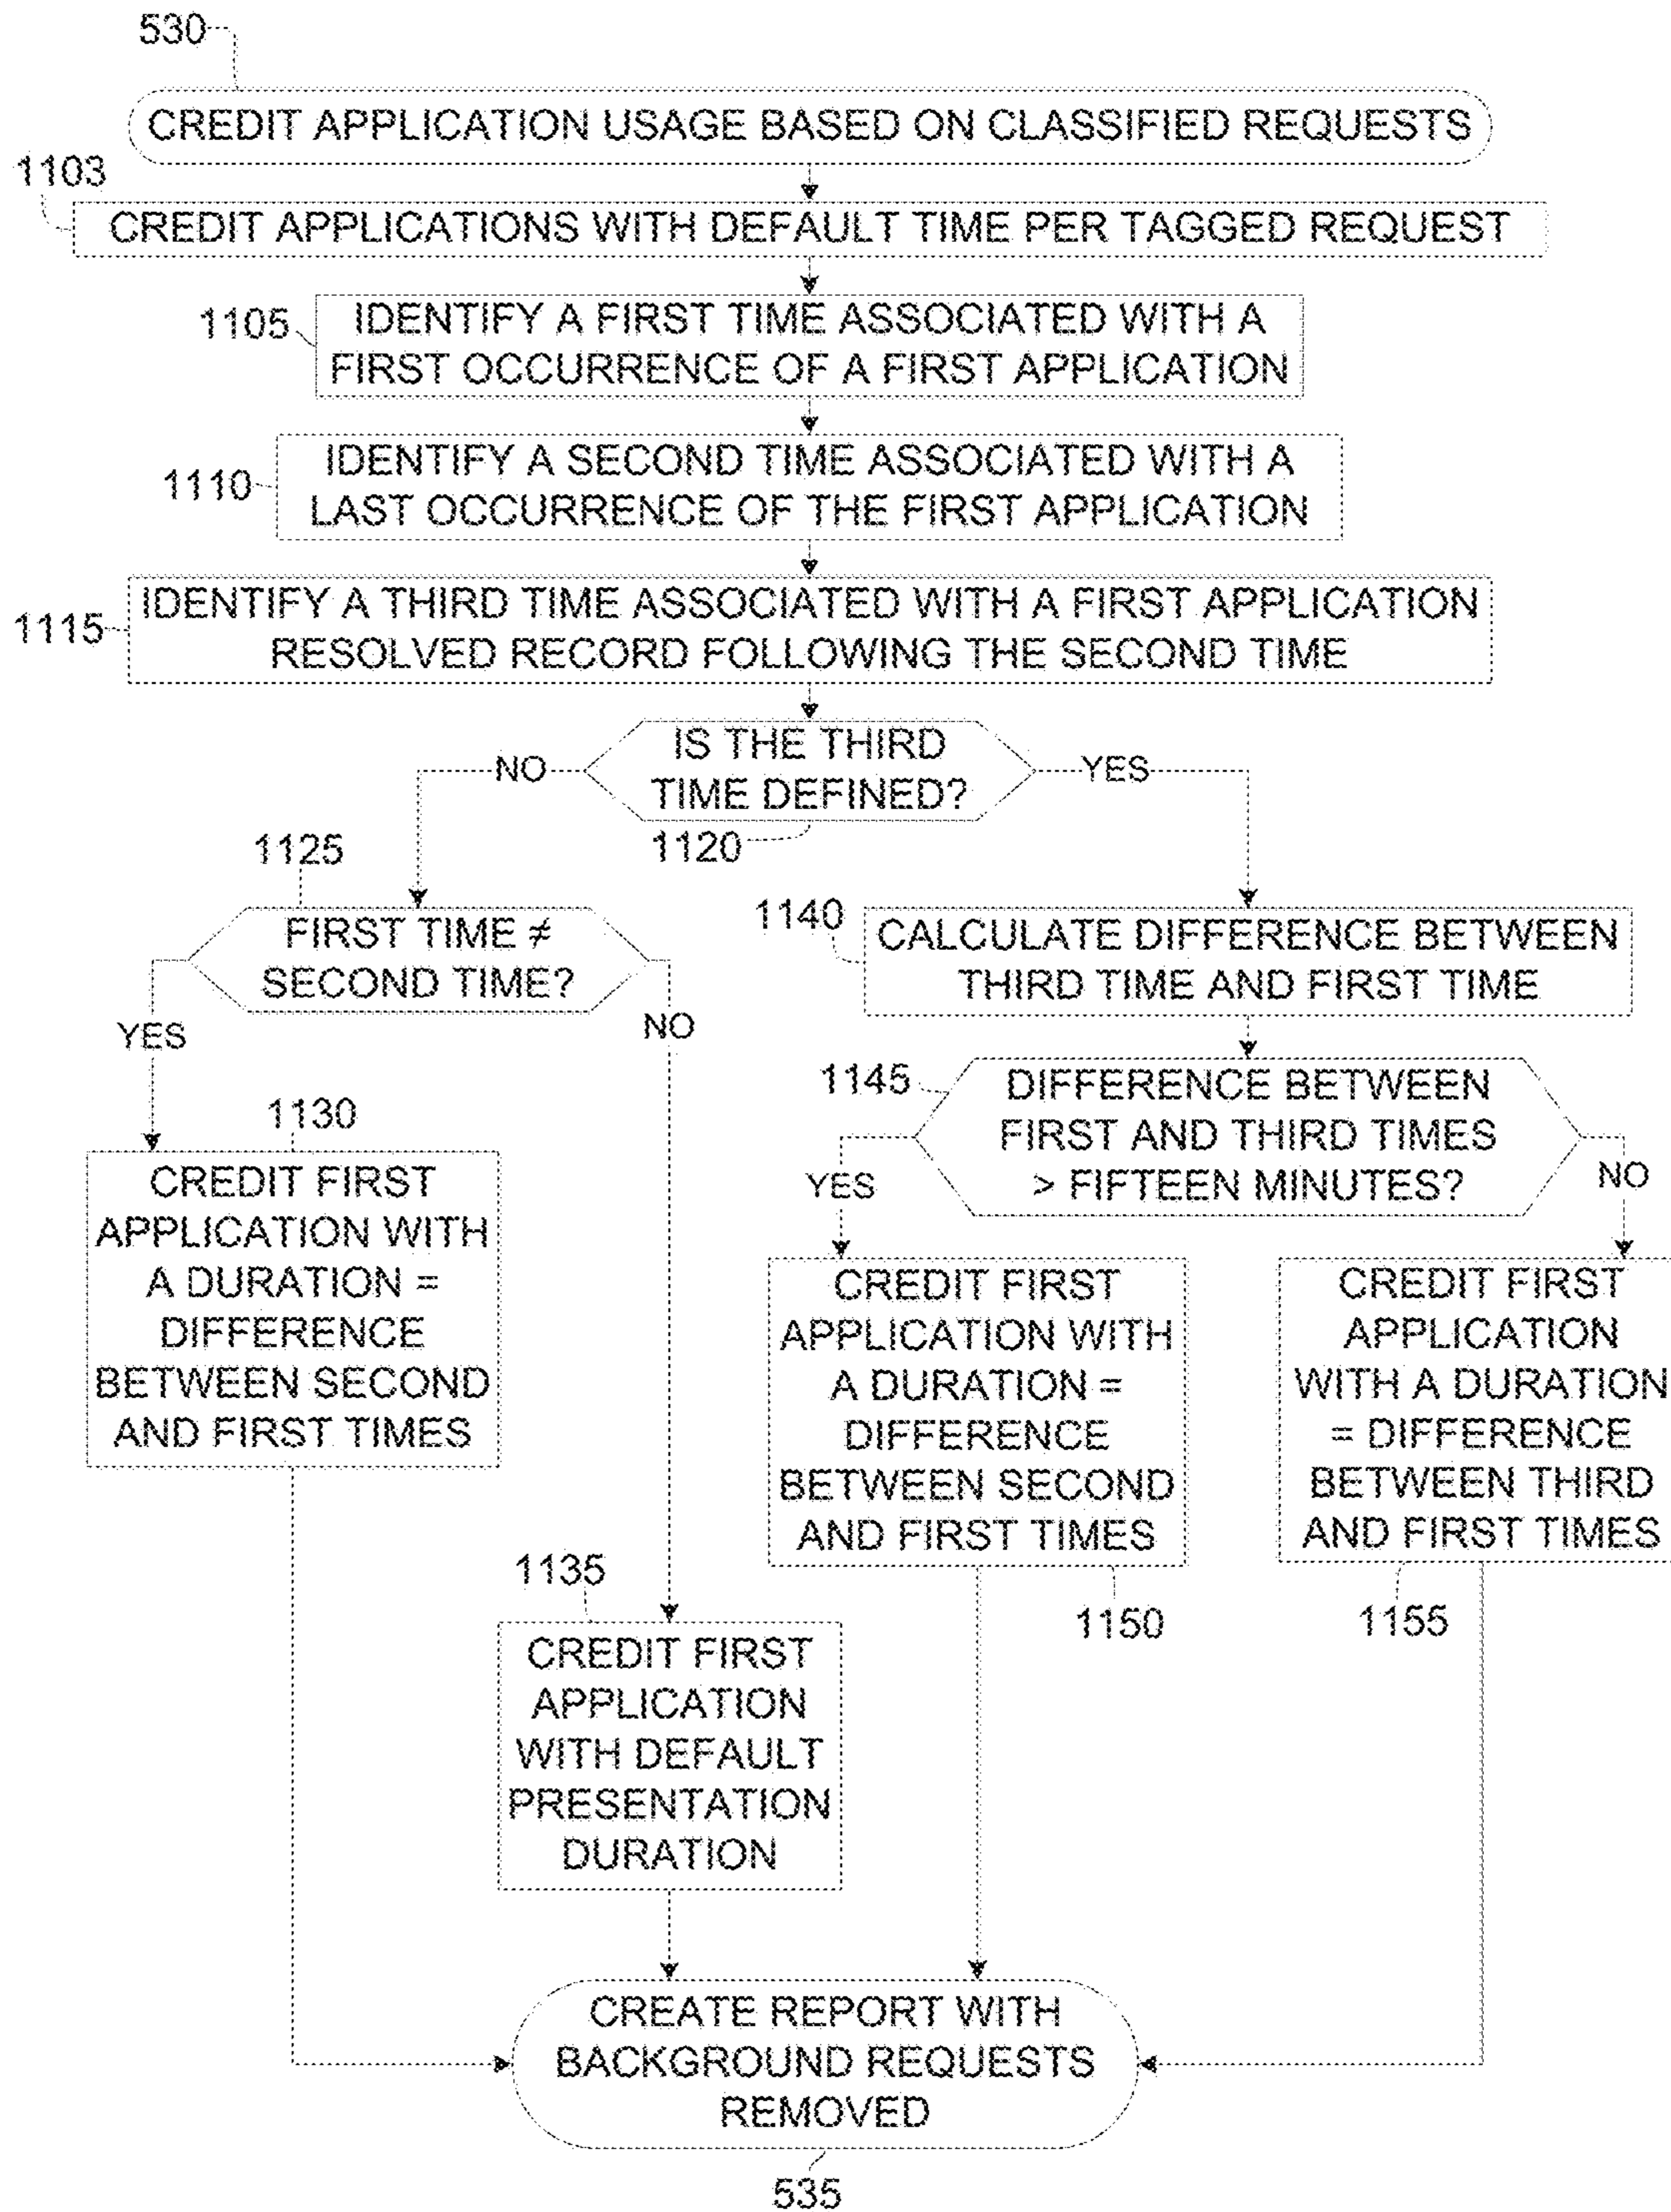 530
CREDIT APPLICATION USAGE BASED ON CLASSIFIED REQUESTS
1103
CREDIT APPLICATIONS WITH DEFAULT TIME PER TAGGED REQUEST
1105
IDENTIFY A FIRST TIME ASSOCIATED WITH A
FIRST OCCURRENCE OF A FIRST APPLICATION
1110
IDENTIFY A SECOND TIME ASSOCIATED WITH A
LAST OCCURRENCE OF THE FIRST APPLICATION
1115
IDENTIFY A THIRD TIME ASSOCIATED WITH A FIRST APPLICATION
RESOLVED RECORD FOLLOWING THE SECOND TIME
IS THE THIRD
TIME DEFINED?
NO
YES
1120
1125
FIRST TIME ≠
SECOND TIME?
YES
NO
1130
CREDIT FIRST
APPLICATION WITH
A DURATION =
DIFFERENCE
BETWEEN SECOND
AND FIRST TIMES
1135
CREDIT FIRST
APPLICATION
WITH DEFAULT
PRESENTATION
DURATION
1140
CALCULATE DIFFERENCE BETWEEN
THIRD TIME AND FIRST TIME
1145
DIFFERENCE BETWEEN
FIRST AND THIRD TIMES
> FIFTEEN MINUTES?
YES
NO
CREDIT FIRST
APPLICATION WITH
A DURATION =
DIFFERENCE
BETWEEN SECOND
AND FIRST TIMES
1150
CREDIT FIRST
APPLICATION
WITH A DURATION
= DIFFERENCE
BETWEEN THIRD
AND FIRST TIMES
1155
CREATE REPORT WITH
BACKGROUND REQUESTS
REMOVED
535